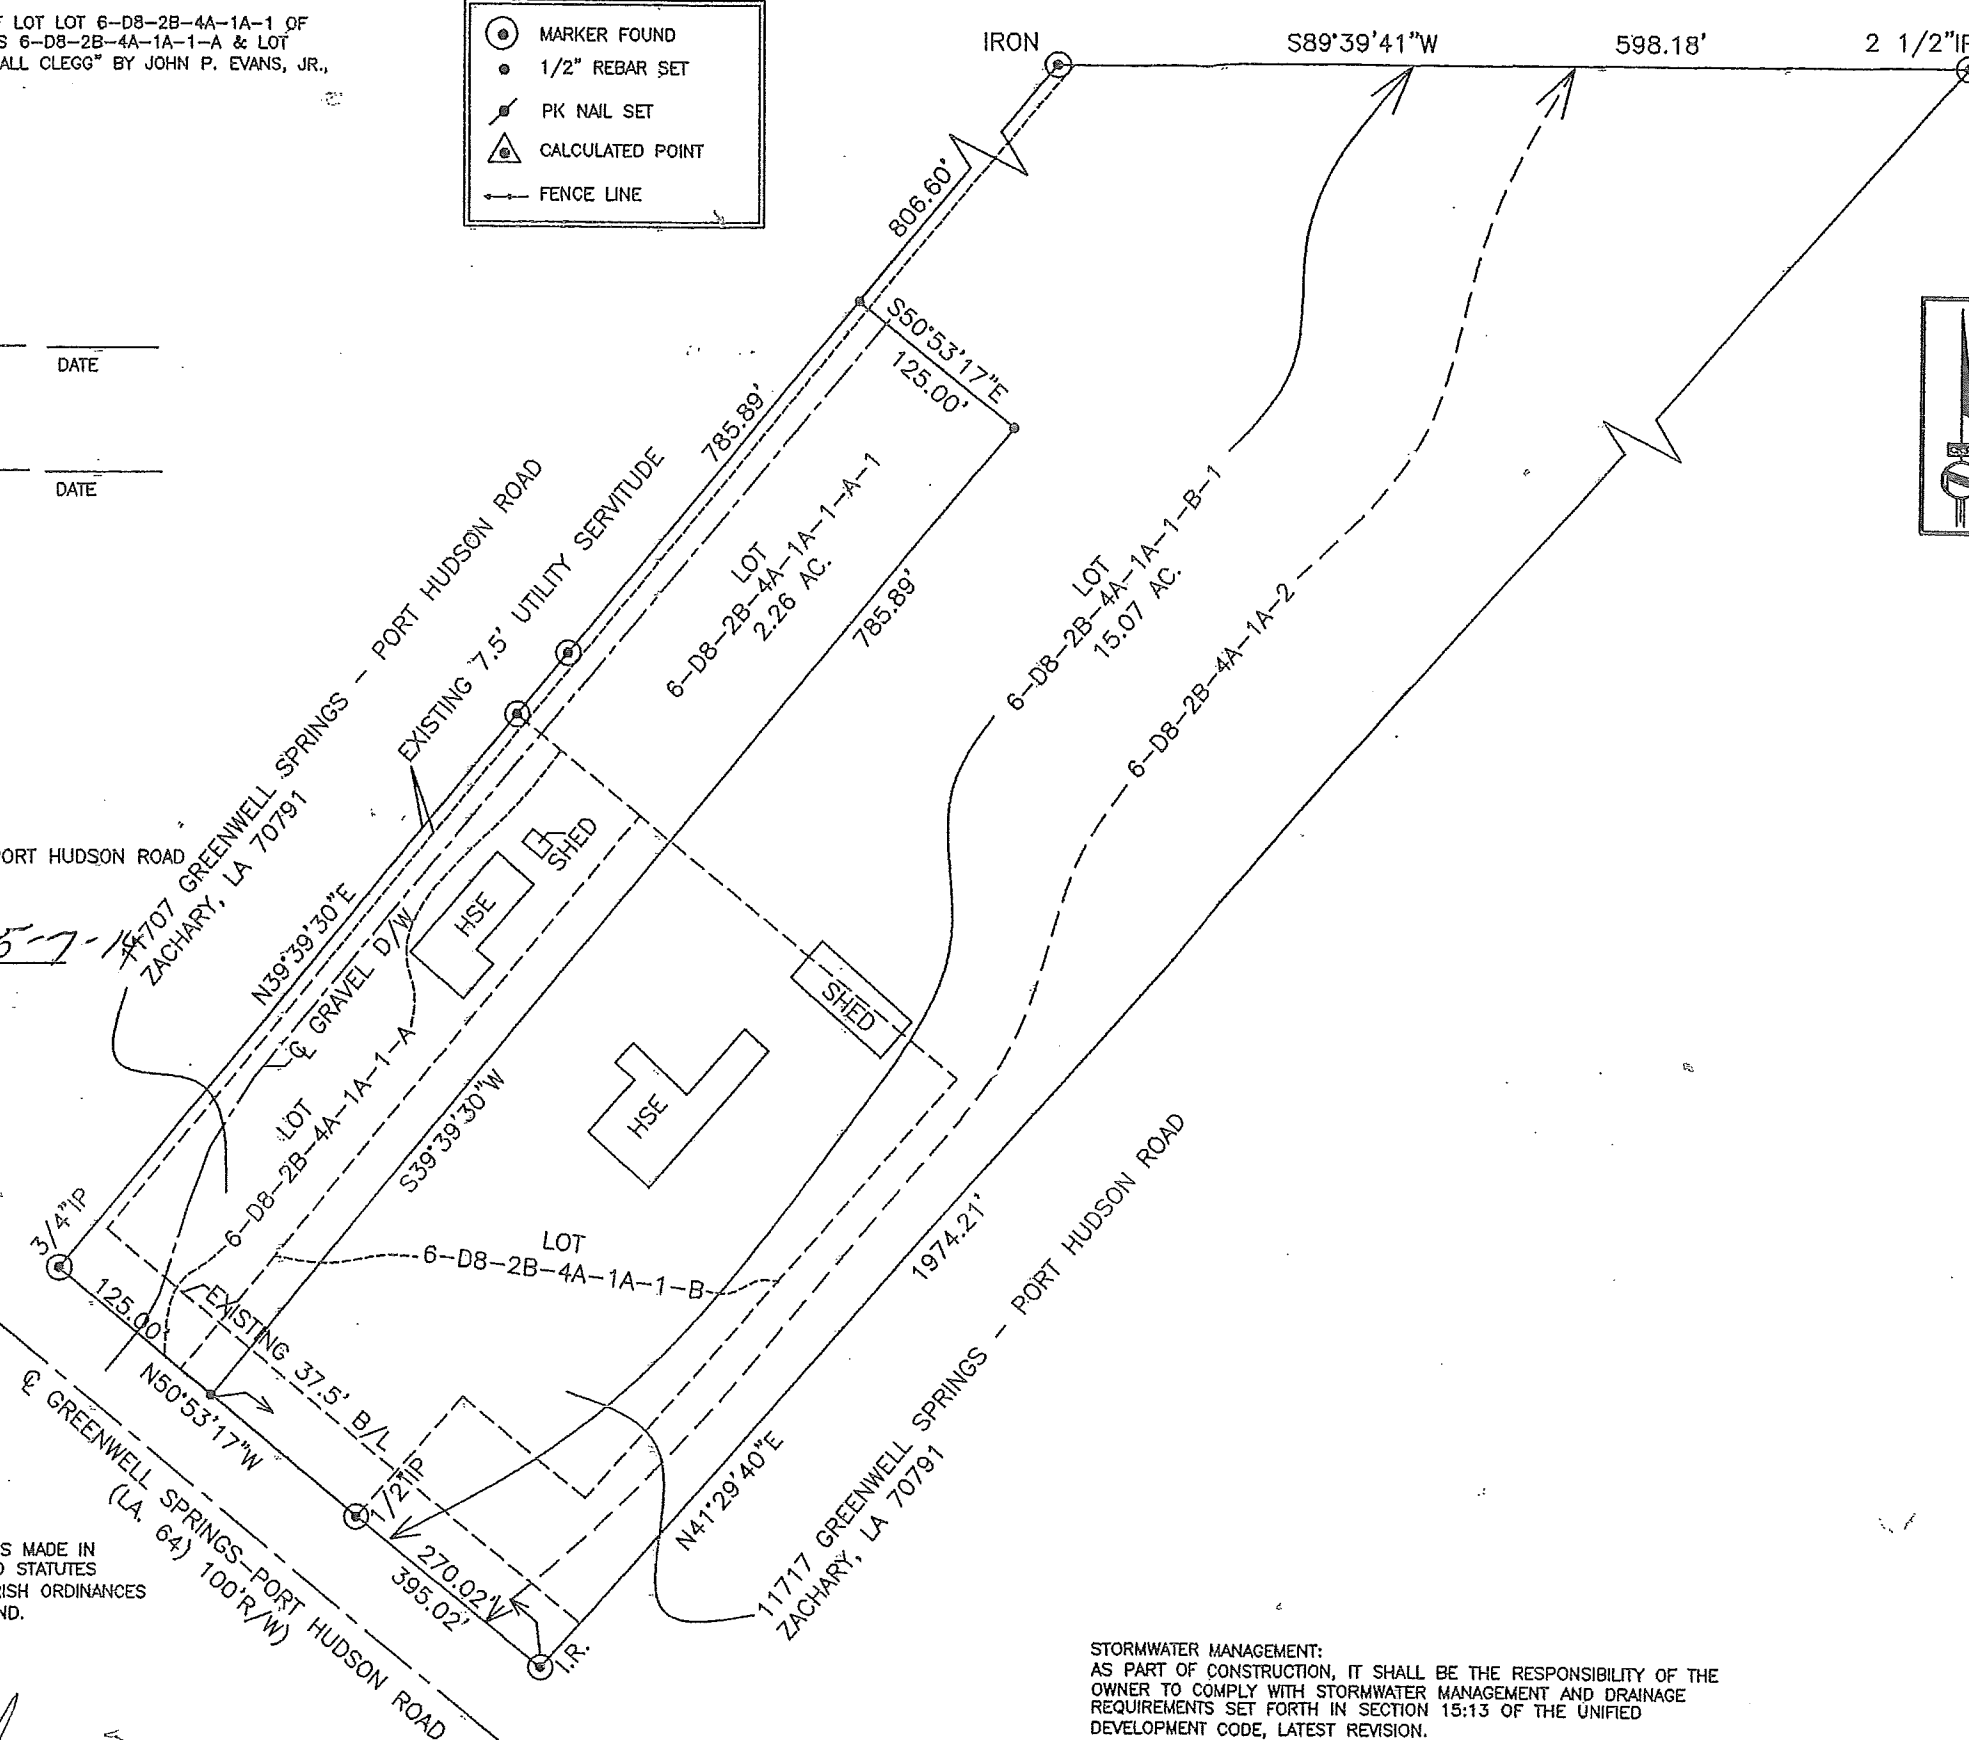 LOT LOT 6-D8-2B-4A-1A-1 OF
6-D8-2B-4A-1A-1-A & LOT
CLEGG" BY JOHN P. EVANS, JR.,
MARKER FOUND
1/2" REBAR SET
PK NAIL SET
CALCULATED POINT
FENCE LINE
IRON
S89°39'41"W
598.18'
2 1/2"
806.60'
S50°53'17"E
125.00'
785.89'
DATE
DATE
EXISTING 7.5' UTILITY SERVITUDE
LOT
6-D8-2B-4A-1A-1-A-1
2.26 AC.
785.89'
LOT
6-D8-2B-4A-1A-1-B-1
15.07 AC.
6-D8-2B-4A-1A-2
GREENWELL SPRINGS - PORT HUDSON ROAD
ZACHARY, LA 70791
HUDSON ROAD
N39°39'30"E
℄ GRAVEL D/W
SHED
HSE
SHED
HSE
LOT
6-D8-2B-4A-1A-1-A
S39°39'30"W
LOT
6-D8-2B-4A-1A-1-B
3/4"IP
125.00'
EXISTING 37.5' B/L
N50°53'17"W
1/2"IP
270.02'
395.02'
I.R.
N41°29'40"E
1974.21'
11717 GREENWELL SPRINGS - PORT HUDSON ROAD
ZACHARY, LA 70791
℄ GREENWELL SPRINGS-PORT HUDSON ROAD
(LA. 64) 100'R/W)
MADE IN
STATUTES
ORDINANCES
STORMWATER MANAGEMENT:
AS PART OF CONSTRUCTION, IT SHALL BE THE RESPONSIBILITY OF THE
OWNER TO COMPLY WITH STORMWATER MANAGEMENT AND DRAINAGE
REQUIREMENTS SET FORTH IN SECTION 15:13 OF THE UNIFIED
DEVELOPMENT CODE, LATEST REVISION.